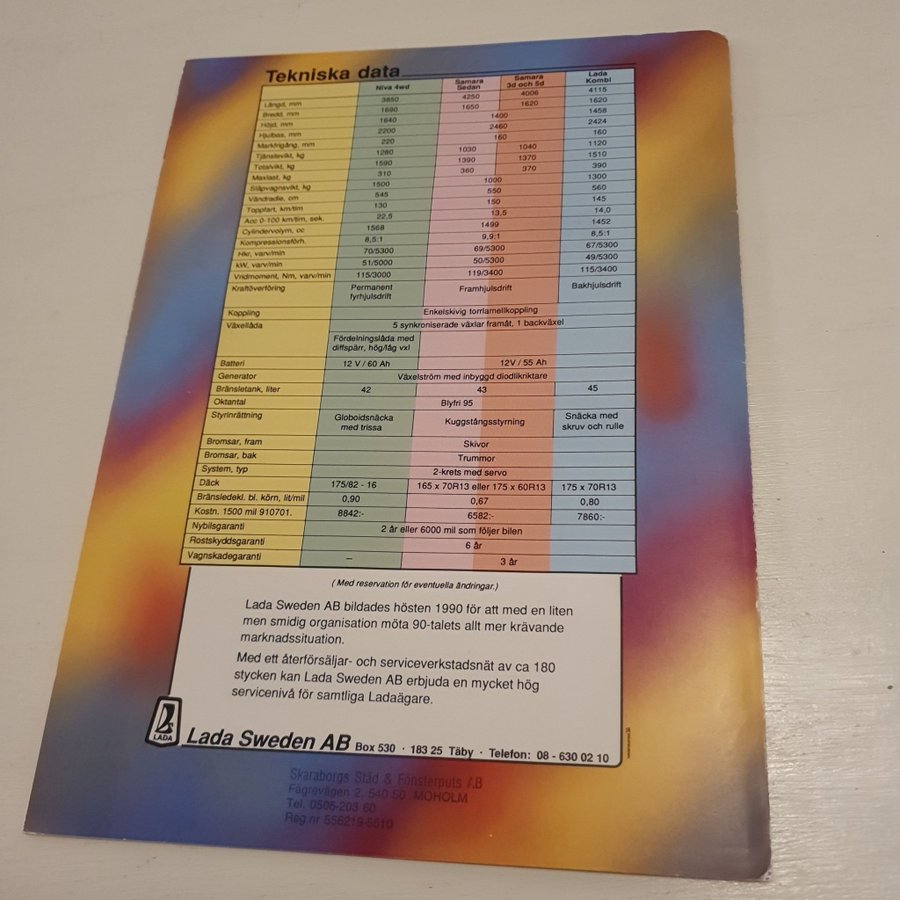 Tekniska data
Niva 4wd Samara Sedan Samara 3d och 5d Lada Kombi
Längd, mm 3850 4250 4006 4115
Bredd, mm 1690 1650 1620 1620
Höjd, mm 1640 1400 1458
Hjulbas, mm 2200 2460 2424
Markfrigång, mm 220 160 160
Tjänstevikt, kg 1280 1030 1040 1120
Totalvikt, kg 1590 1390 1370 1510
Maxlast, kg 310 360 370 390
Släpvagnsvikt, kg 1500 1000 1300
Vändradie, cm 545 550 560
Toppfart, km/tim 130 150 145
Acc 0-100 km/tim, sek. 22,5 13,5 14,0
Cylindervolym, cc 1568 1499 1452
Kompressionsförh. 8,5:1 9,9:1 8,5:1
Hkr, varv/min 70/5300 69/5300 67/5300
kW, varv/min 51/5000 50/5300 49/5300
Vridmoment, Nm, varv/min 115/3000 119/3400 115/3400
Kraftöverföring Permanent fyrhjulsdrift Framhjulsdrift Bakhjulsdrift
Koppling Enkelskivig torrlamellkoppling
Växellåda 5 synkroniserade växlar framåt, 1 backväxel
Fördelningslåda med
diffspärr, hög/låg vxl
Batteri 12 V / 60 Ah 12V / 55 Ah
Generator Växelström med inbyggd diodlikriktare
Bränsletank, liter 42 43 45
Oktantal Blyfri 95
Styrinrättning Globoidsnäcka med trissa Kuggstångsstyrning Snäcka med skruv och rulle
Bromsar, fram Skivor
Bromsar, bak Trummor
System, typ 2-krets med servo
Däck 175/82 - 16 165 x 70R13 eller 175 x 60R13 175 x 70R13
Bränsledekl. bl. körn, lit/mil 0,90 0,67 0,80
Kostn. 1500 mil 910701. 8842:- 6582:- 7860:-
Nybilsgaranti 2 år eller 6000 mil som följer bilen
Rostskyddsgaranti 6 år
Vagnskadegaranti – 3 år
( Med reservation för eventuella ändringar.)
Lada Sweden AB bildades hösten 1990 för att med en liten
men smidig organisation möta 90-talets allt mer krävande
marknadssituation.
Med ett återförsäljar- och serviceverkstadsnät av ca 180
stycken kan Lada Sweden AB erbjuda en mycket hög
servicenivå för samtliga Ladaägare.
LADA
Lada Sweden AB Box 530 · 183 25 Täby · Telefon: 08 - 630 02 10
Skaraborgs Städ & Fönsterputs AB
Fägrevägen 2, 540 50 MOHOLM
Tel. 0506-203 60
Reg.nr 556219-5510